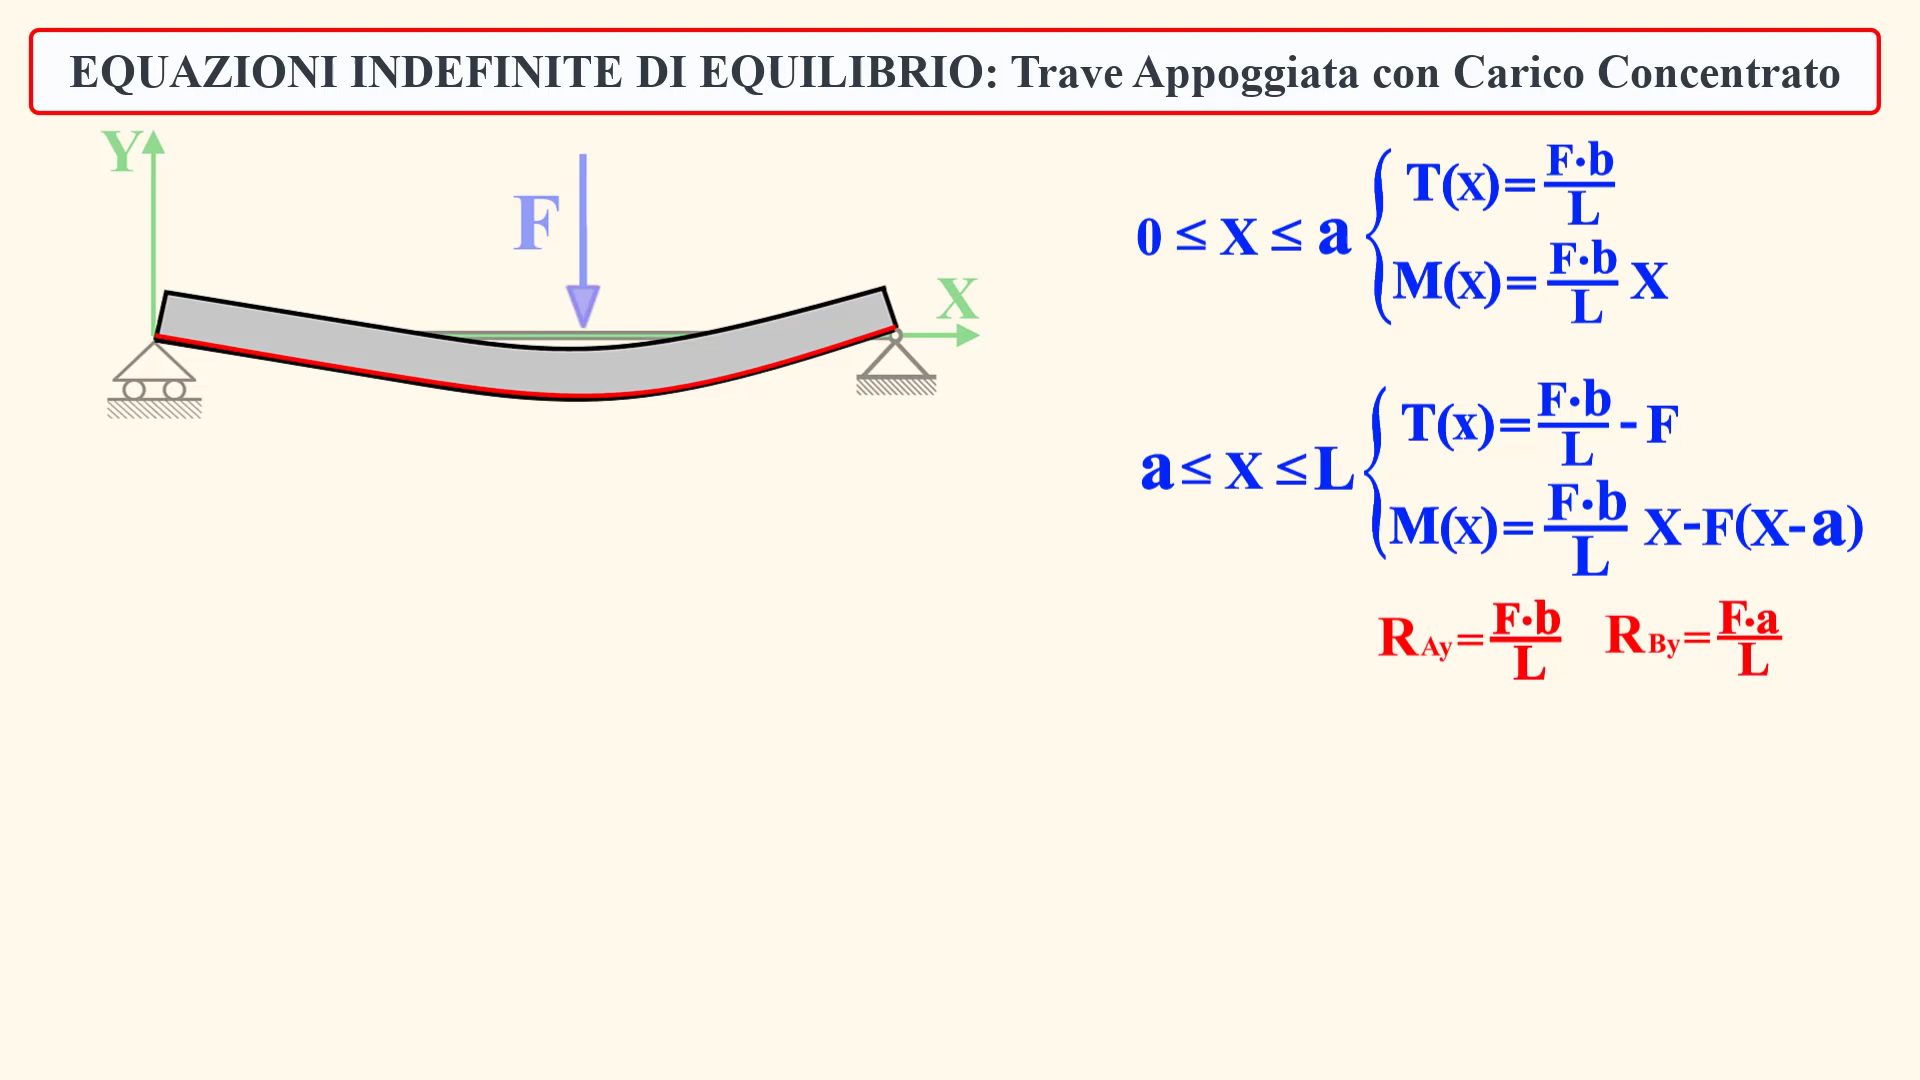 EQUAZIONI INDEFINITE DI EQUILIBRIO: Trave Appoggiata con Carico Concentrato
Y
F
X
0 ≤ X ≤ a { T(x) = F·b / L
M(x) = F·b / L X
a ≤ X ≤ L { T(x) = F·b / L - F
M(x) = F·b / L X-F(X-a)
RAy = F·b / L RBy = F·a / L